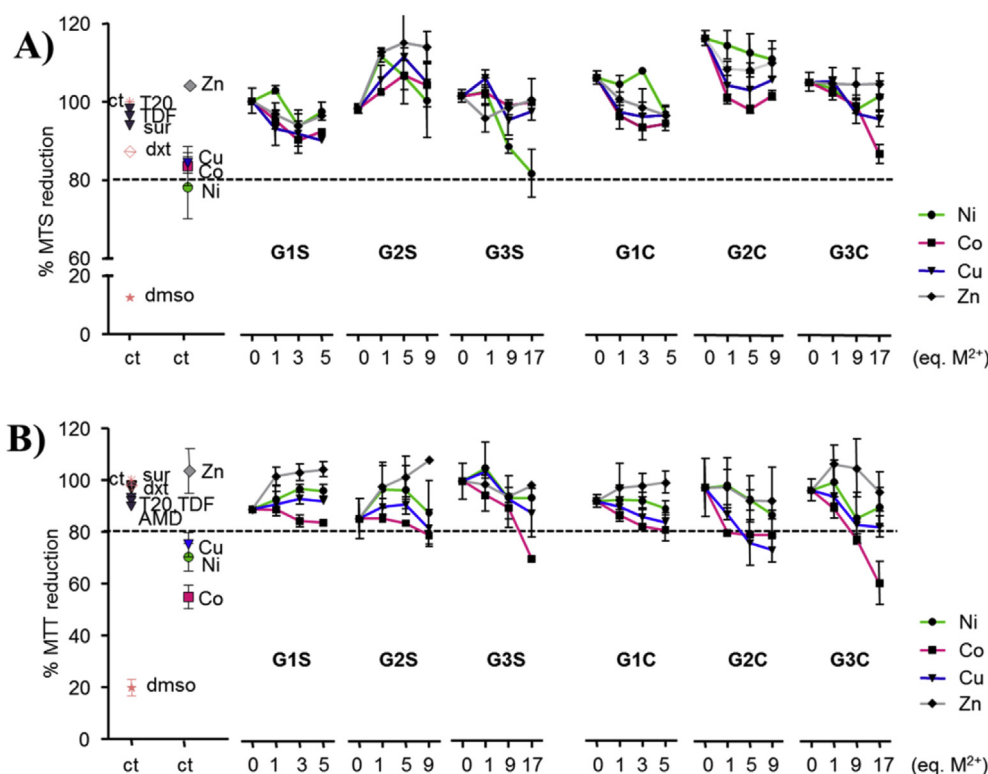 A)
% MTS reduction
120
100
80
60
20
0
ct
T20
TDF
sur
dxt
Zn
Cu
Co
Ni
dmso
G1S G2S G3S G1C G2C G3C
Ni
Co
Cu
Zn
ct ct 0 1 3 5 0 1 5 9 0 1 9 17 0 1 3 5 0 1 5 9 0 1 9 17 (eq. M²⁺)
B)
% MTT reduction
120
100
80
60
40
20
0
ct
sur
dxt
T20,TDF
AMD
Zn
Cu
Ni
Co
dmso
G1S G2S G3S G1C G2C G3C
Ni
Co
Cu
Zn
ct ct 0 1 3 5 0 1 5 9 0 1 9 17 0 1 3 5 0 1 5 9 0 1 9 17 (eq. M²⁺)